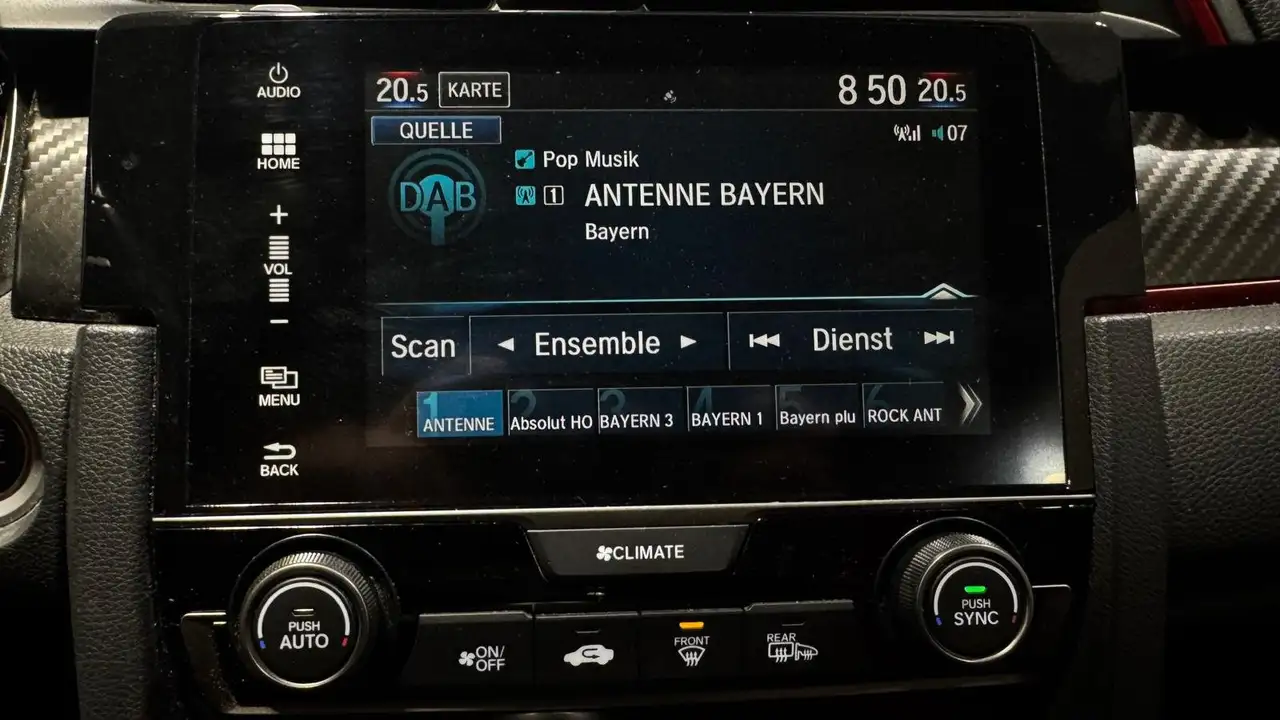 AUDIO
HOME
+
VOL
−
MENU
BACK
20.5 KARTE 8 50 20.5
QUELLE 07
DAB
Pop Musik
1 ANTENNE BAYERN
Bayern
Scan Ensemble Dienst
1 ANTENNE 2 Absolut HO 3 BAYERN 3 4 BAYERN 1 5 Bayern plu 6 ROCK ANT
CLIMATE
PUSH
AUTO
ON/
OFF
FRONT
REAR
PUSH
SYNC